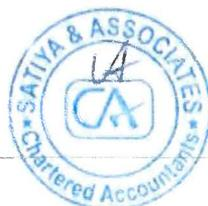 SATIYA & ASSOCIATES
CA
Chartered Accountants